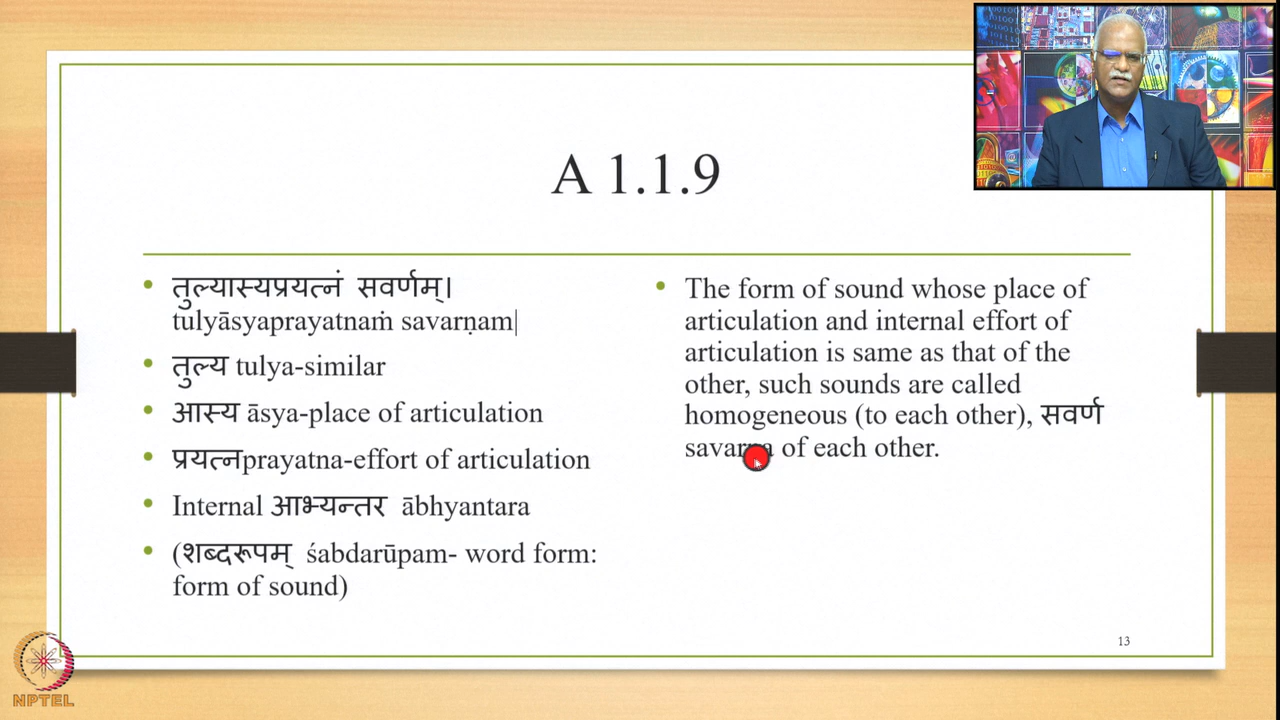 A 1.1.9
• तुल्यास्यप्रयत्नं सवर्णम्।
tulyāsyaprayatnaṁ savarṇam|
• तुल्य tulya-similar
• आस्य āsya-place of articulation
• प्रयत्नprayatna-effort of articulation
• Internal आभ्यन्तर ābhyantara
• (शब्दरूपम् śabdarūpam- word form:
form of sound)
• The form of sound whose place of
articulation and internal effort of
articulation is same as that of the
other, such sounds are called
homogeneous (to each other), सवर्ण
savarṇa of each other.
13
NPTEL